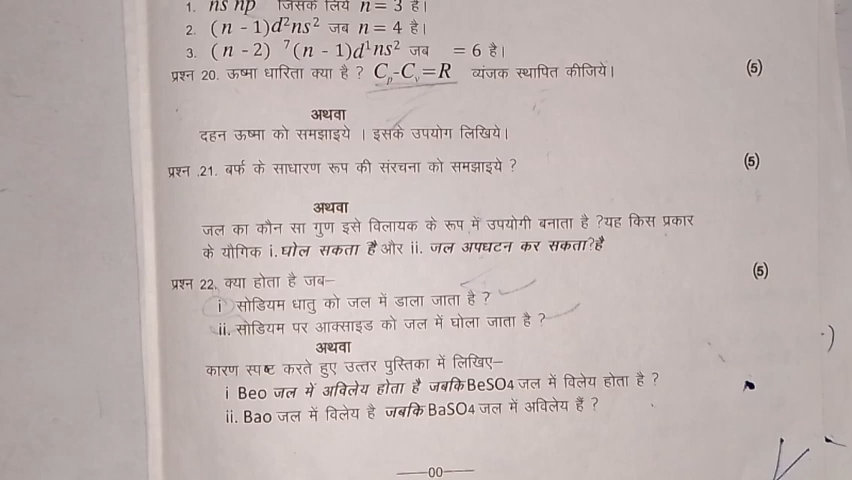 1. ns np जिसके लिये n = 3 है।
2. (n - 1)d²ns² जब n = 4 है।
3. (n - 2) ⁷(n - 1)d¹ns² जब = 6 है।
प्रश्न 20. ऊष्मा धारिता क्या है ? Cp-Cv=R व्यंजक स्थापित कीजिये। (5)
अथवा
दहन ऊष्मा को समझाइये । इसके उपयोग लिखिये।
प्रश्न .21. बर्फ के साधारण रूप की संरचना को समझाइये ? (5)
अथवा
जल का कौन सा गुण इसे विलायक के रूप में उपयोगी बनाता है ?यह किस प्रकार
के यौगिक i. घोल सकता है और ii. जल अपघटन कर सकता?है
प्रश्न 22. क्या होता है जब– (5)
i सोडियम धातु को जल में डाला जाता है ?
ii. सोडियम पर आक्साइड को जल में घोला जाता है ?
अथवा
कारण स्पष्ट करते हुए उत्तर पुस्तिका में लिखिए–
i Beo जल में अविलेय होता है जबकि BeSO4 जल में विलेय होता है ?
ii. Bao जल में विलेय है जबकि BaSO4 जल में अविलेय हैं ?
——00——